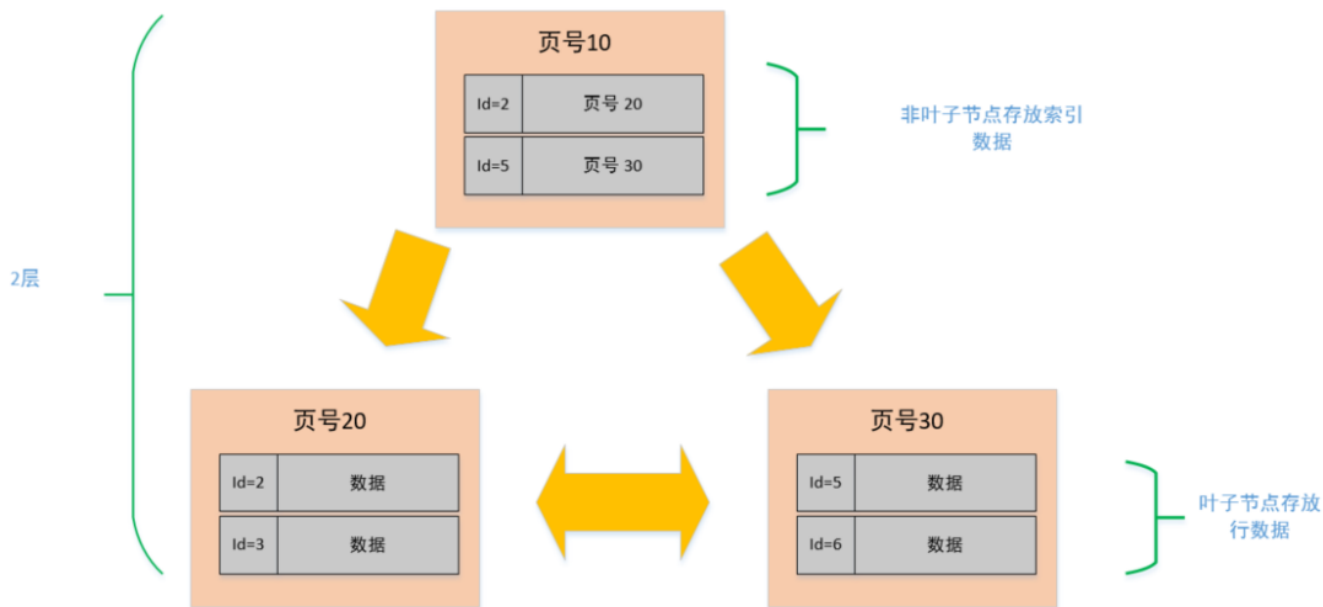 页号10
Id=2 页号 20
Id=5 页号 30
非叶子节点存放索引
数据
2层
页号20
Id=2 数据
Id=3 数据
页号30
Id=5 数据
Id=6 数据
叶子节点存放
行数据